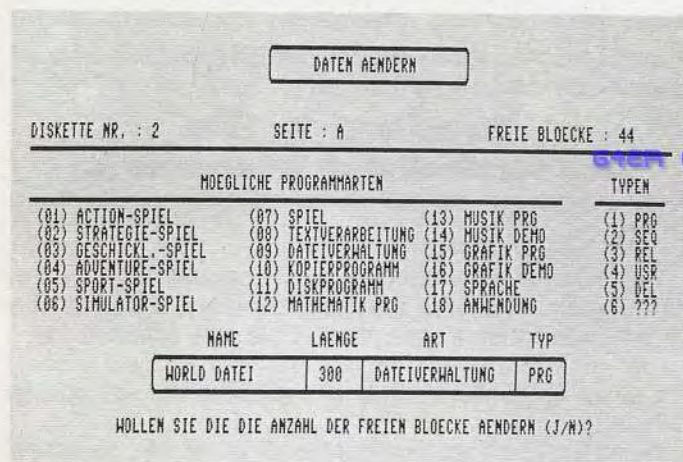 DATEN AENDERN
DISKETTE NR. : 2 SEITE : A FREIE BLOECKE : 44
64ER
MOEGLICHE PROGRAMMARTEN TYPEN
(01) ACTION-SPIEL (07) SPIEL (13) MUSIK PRG (1) PRG
(02) STRATEGIE-SPIEL (08) TEXTVERARBEITUNG (14) MUSIK DEMO (2) SEQ
(03) GESCHICKL.-SPIEL (09) DATEIVERWALTUNG (15) GRAFIK PRG (3) REL
(04) ADVENTURE-SPIEL (10) KOPIERPROGRAMM (16) GRAFIK DEMO (4) USR
(05) SPORT-SPIEL (11) DISKPROGRAMM (17) SPRACHE (5) DEL
(06) SIMULATOR-SPIEL (12) MATHEMATIK PRG (18) ANWENDUNG (6) ???
NAME LAENGE ART TYP
WORLD DATEI 300 DATEIVERWALTUNG PRG
WOLLEN SIE DIE DIE ANZAHL DER FREIEN BLOECKE AENDERN (J/N)?